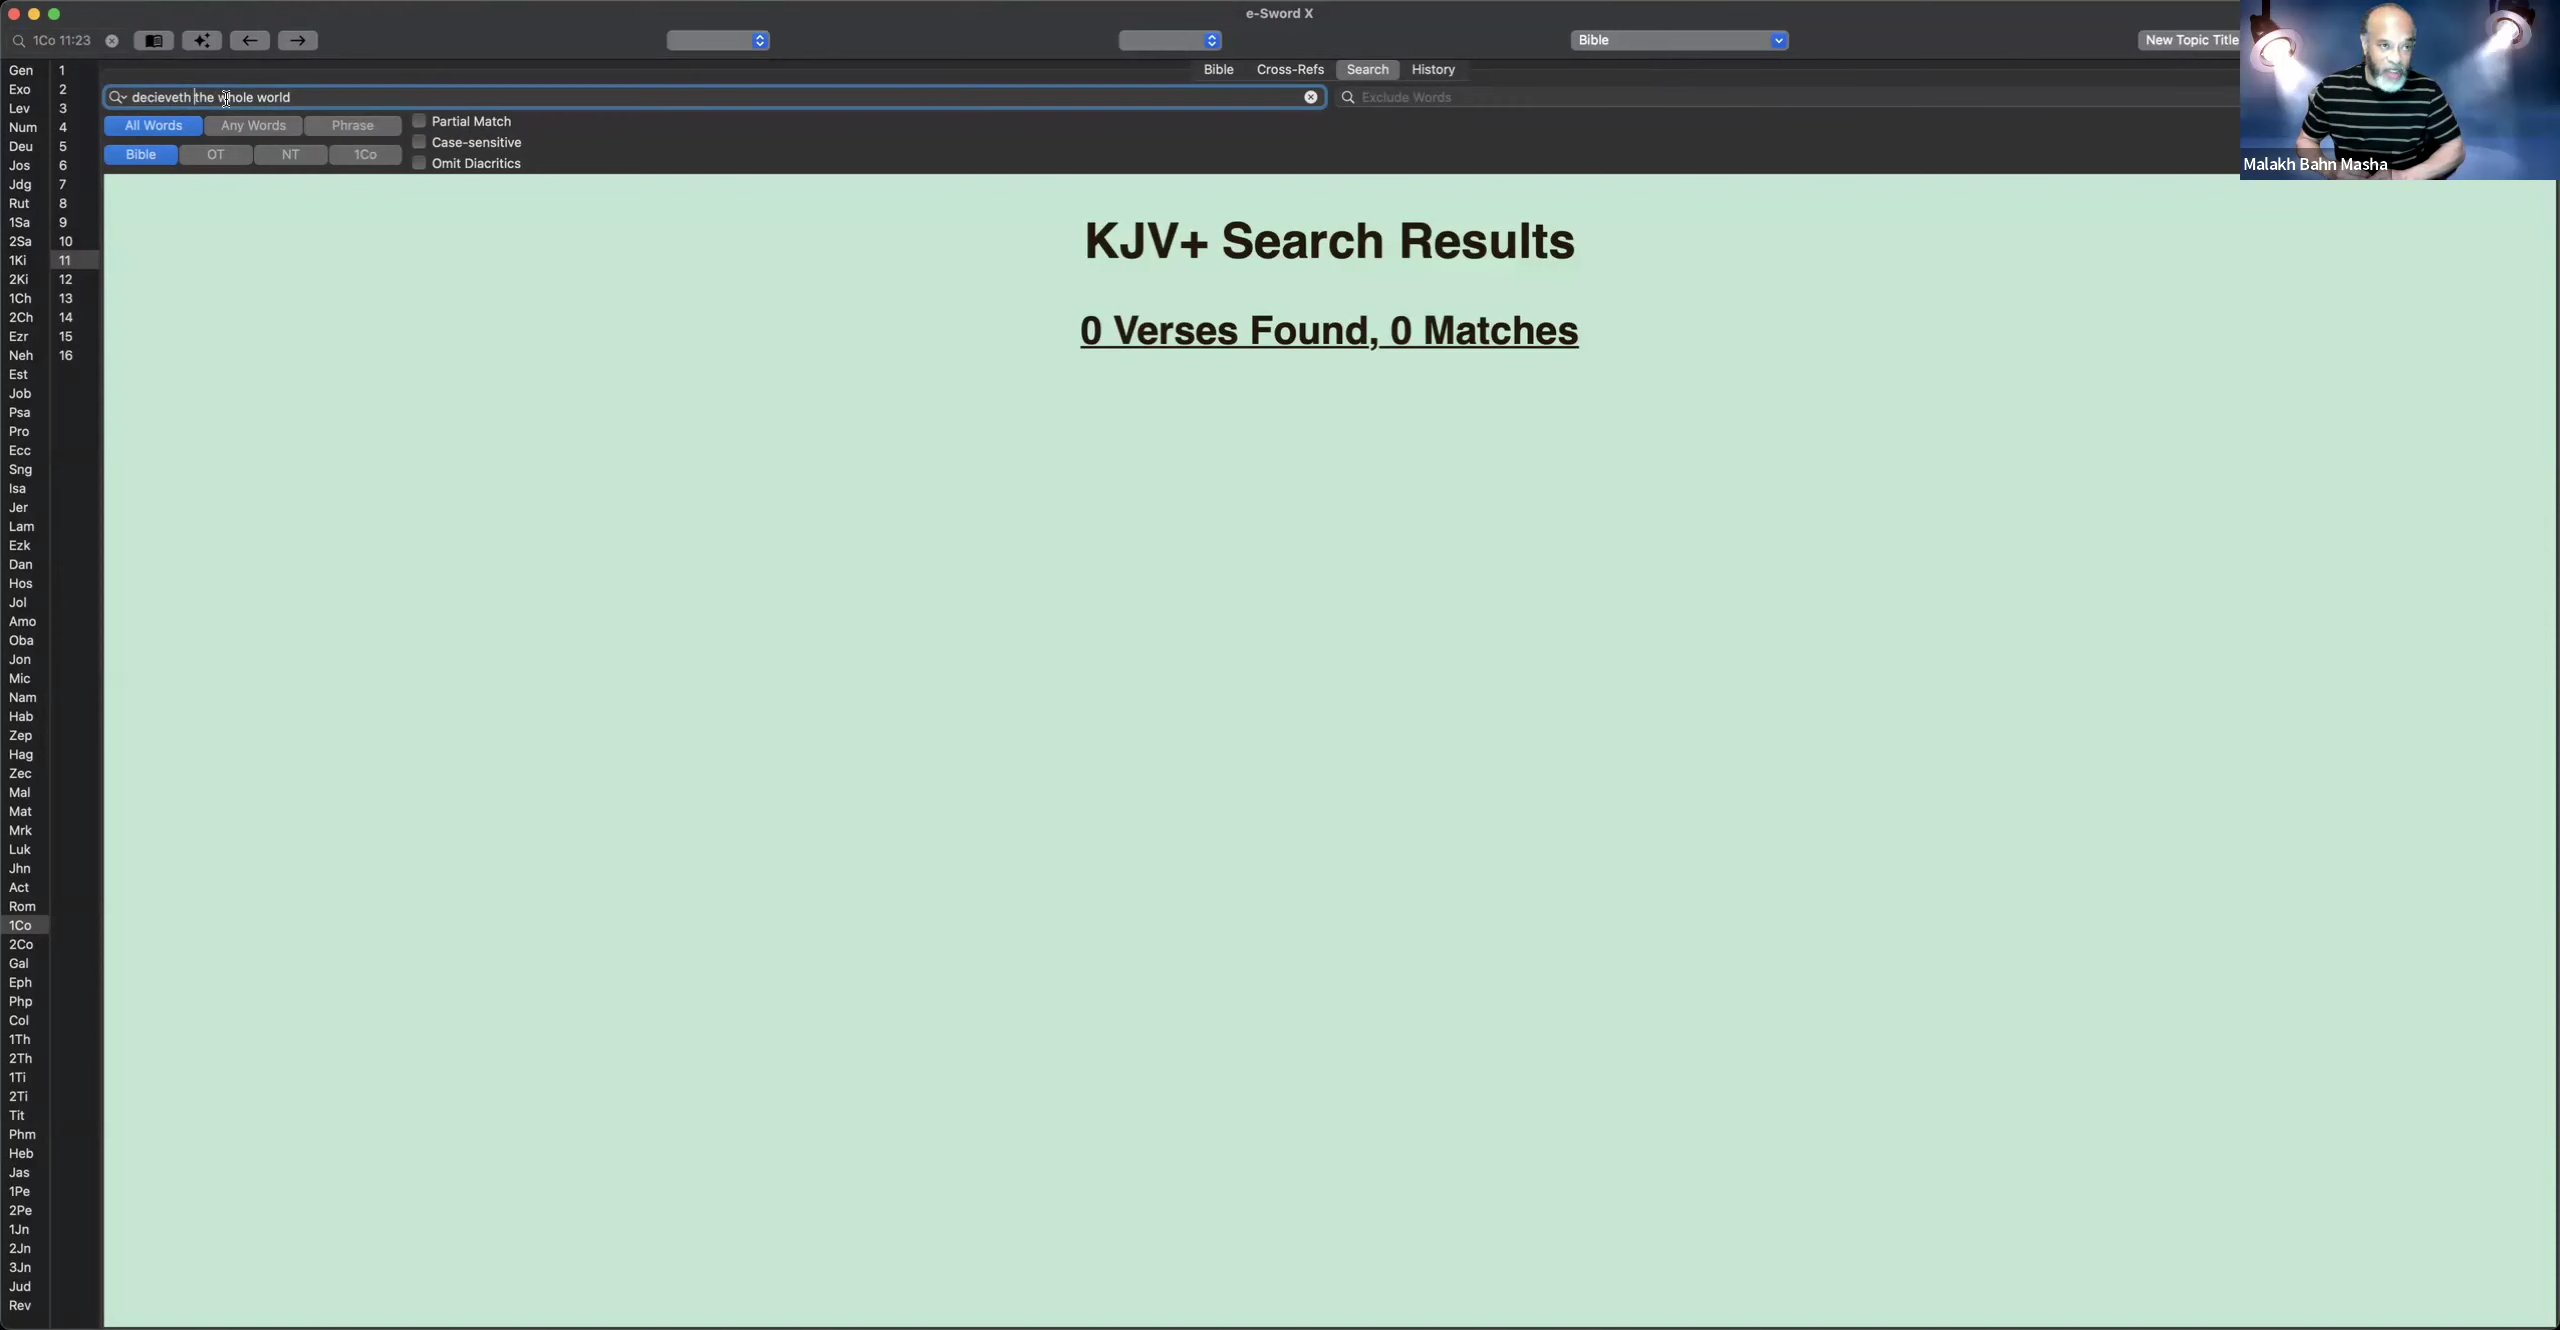 e-Sword X
1Co 11:23
Bible
New Topic Title
Bible Cross-Refs Search History
decieveth the whole world
Exclude Words
All Words Any Words Phrase
Partial Match
Case-sensitive
Bible OT NT 1Co
Omit Diacritics
Malakh Bahn Masha
KJV+ Search Results
0 Verses Found, 0 Matches
Gen 1
Exo 2
Lev 3
Num 4
Deu 5
Jos 6
Jdg 7
Rut 8
1Sa 9
2Sa 10
1Ki 11
2Ki 12
1Ch 13
2Ch 14
Ezr 15
Neh 16
Est
Job
Psa
Pro
Ecc
Sng
Isa
Jer
Lam
Ezk
Dan
Hos
Jol
Amo
Oba
Jon
Mic
Nam
Hab
Zep
Hag
Zec
Mal
Mat
Mrk
Luk
Jhn
Act
Rom
1Co
2Co
Gal
Eph
Php
Col
1Th
2Th
1Ti
2Ti
Tit
Phm
Heb
Jas
1Pe
2Pe
1Jn
2Jn
3Jn
Jud
Rev